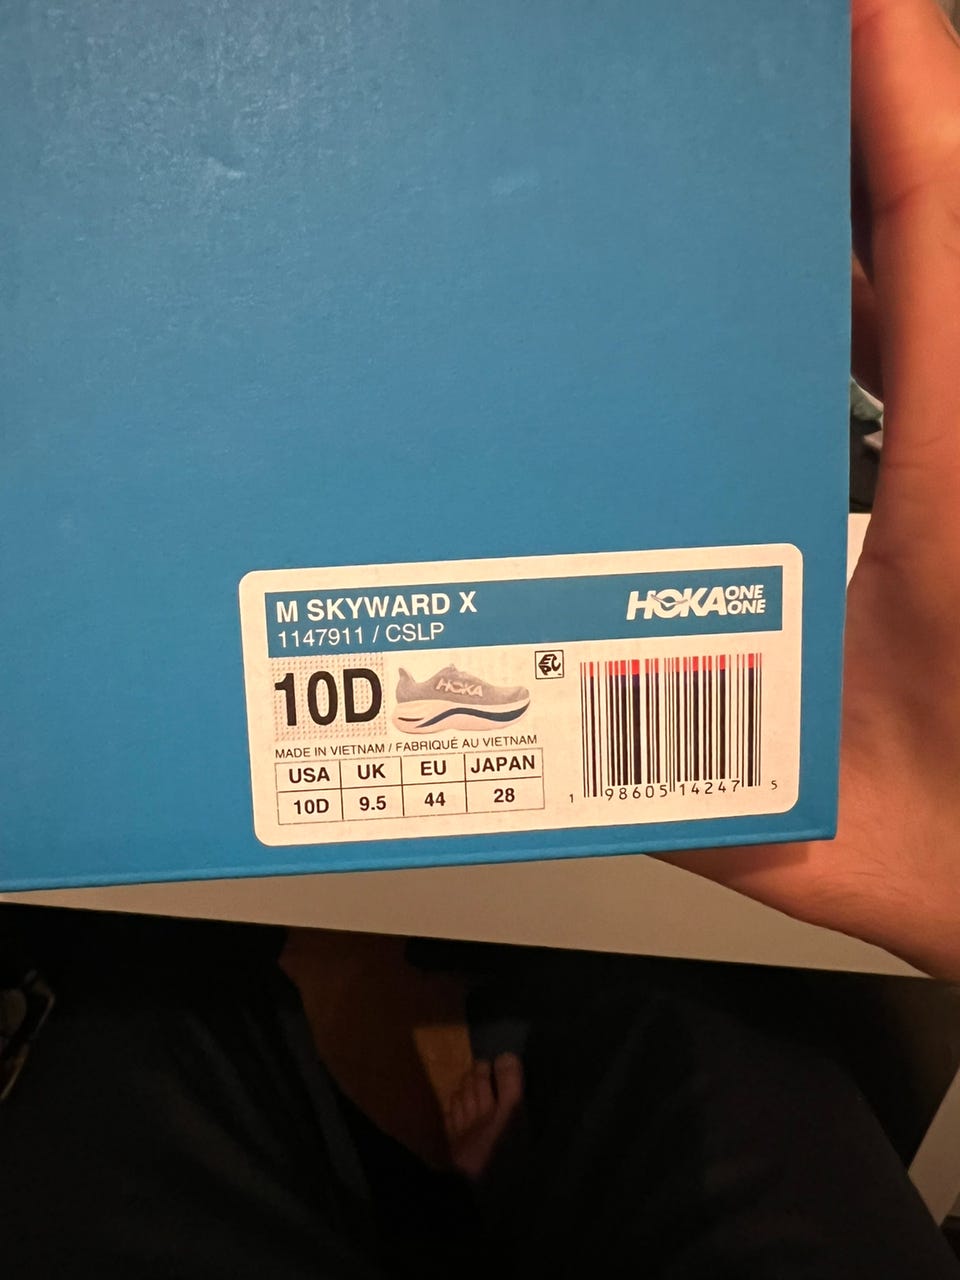 M SKYWARD X
1147911 / CSLP
HOKA ONE ONE
10D
HOKA
MADE IN VIETNAM / FABRIQUÉ AU VIETNAM
USA UK EU JAPAN
10D 9.5 44 28
1 98605 14247 5